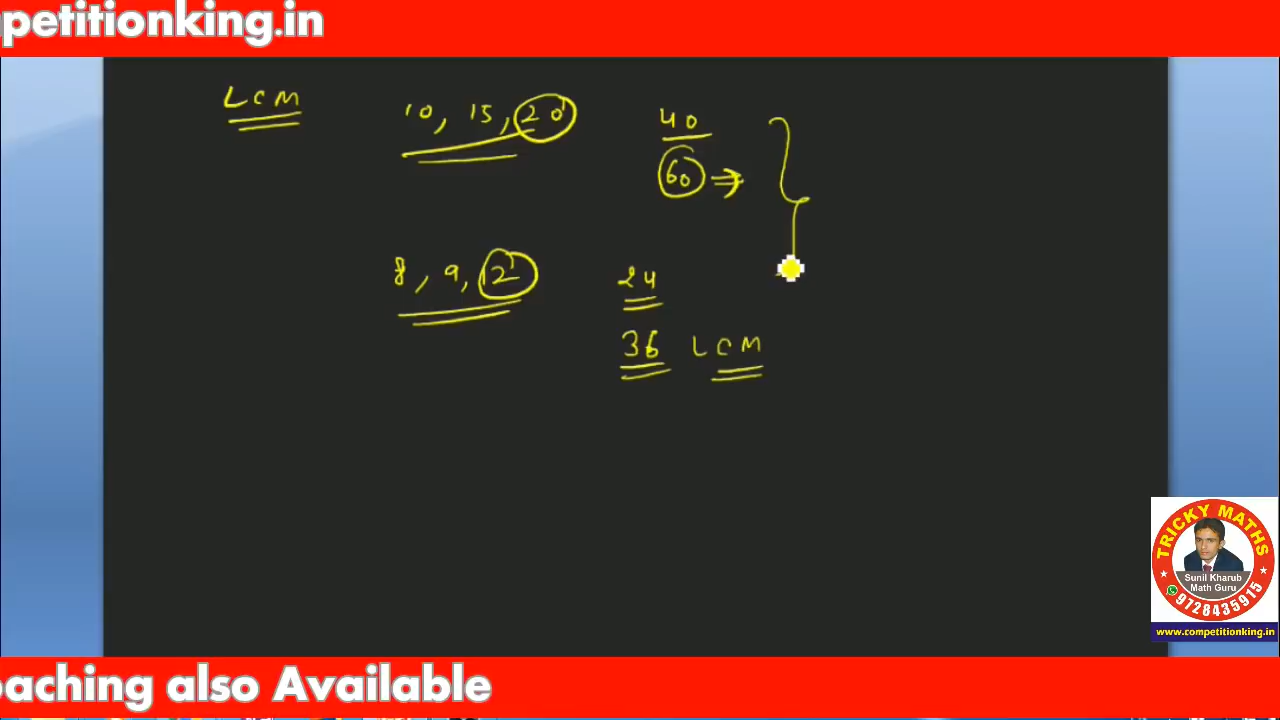 petitionking.in
LCM 10, 15, 20 40
60
8, 9, 12 24
36 LCM
TRICKY MATHS
Sunil Kharub
Math Guru
9728435915
www.competitionking.in
oaching also Available